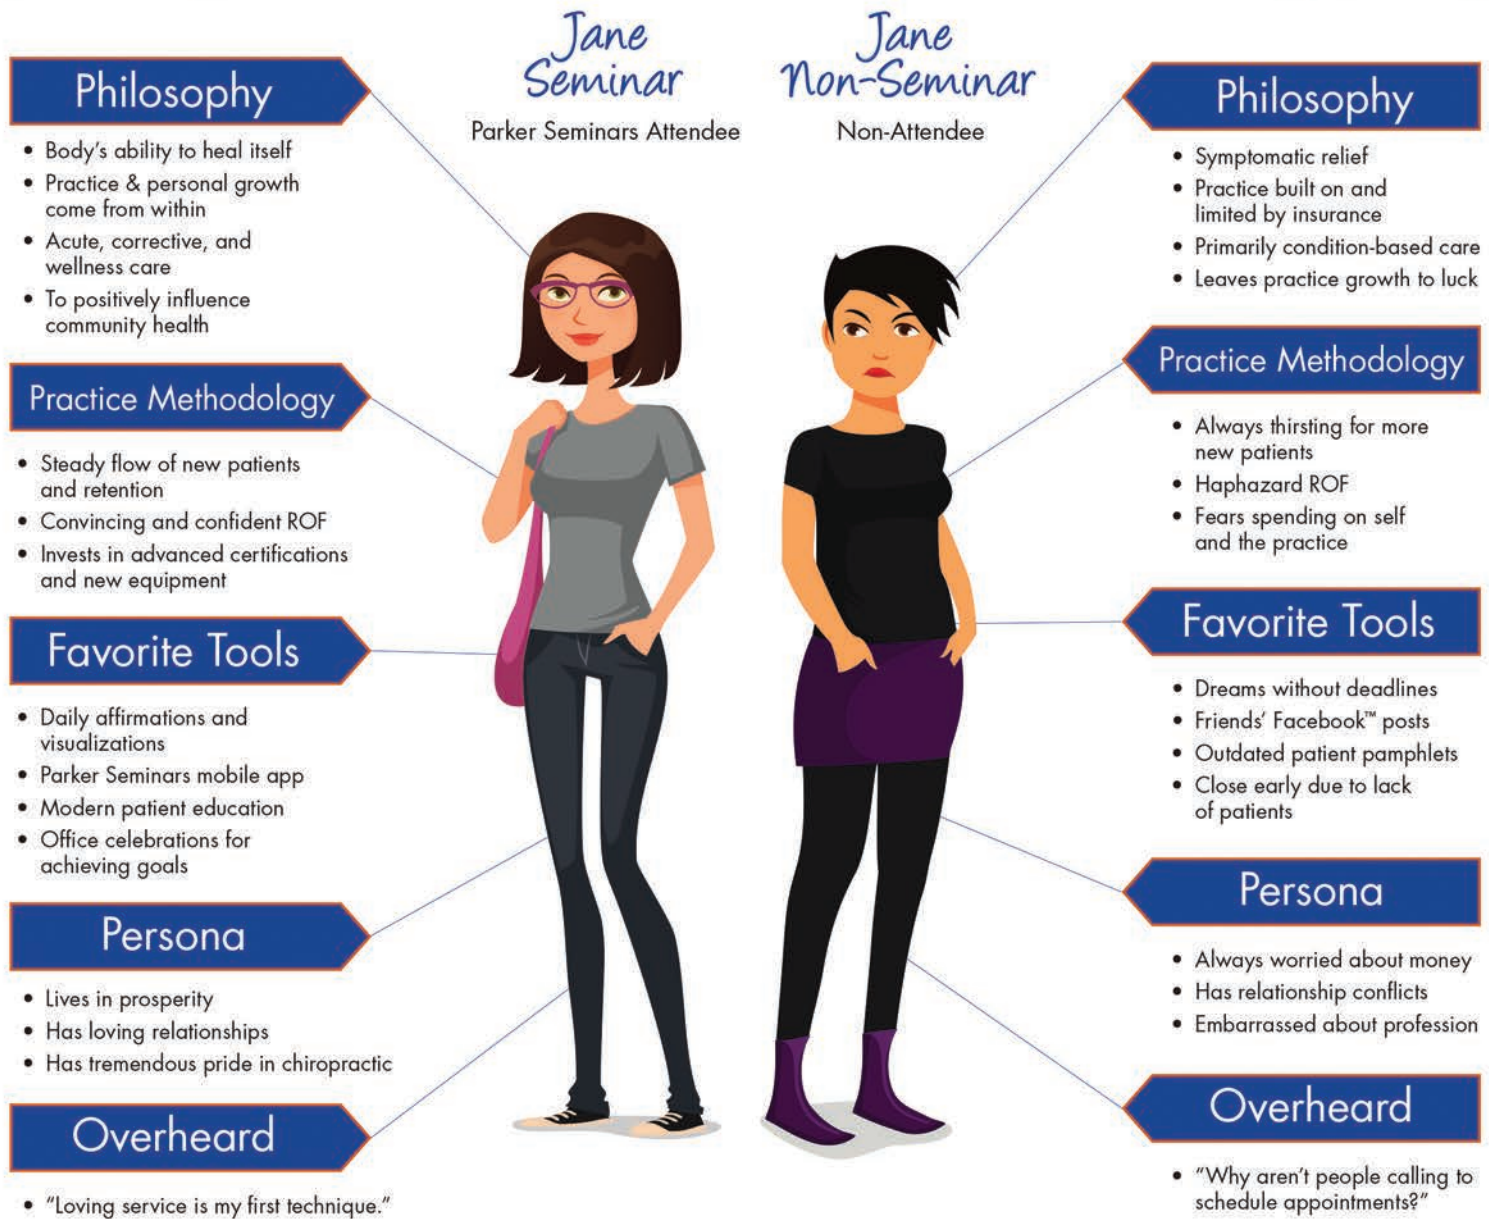 Jane
Seminar
Parker Seminars Attendee
Philosophy
• Body's ability to heal itself
• Practice & personal growth
come from within
• Acute, corrective, and
wellness care
• To positively influence
community health
Practice Methodology
• Steady flow of new patients
and retention
• Convincing and confident ROF
• Invests in advanced certifications
and new equipment
Favorite Tools
• Daily affirmations and
visualizations
• Parker Seminars mobile app
• Modern patient education
• Office celebrations for
achieving goals
Persona
• Lives in prosperity
• Has loving relationships
• Has tremendous pride in chiropractic
Overheard
• "Loving service is my first technique."
Jane
Non-Seminar
Non-Attendee
Philosophy
• Symptomatic relief
• Practice built on and
limited by insurance
• Primarily condition-based care
• Leaves practice growth to luck
Practice Methodology
• Always thirsting for more
new patients
• Haphazard ROF
• Fears spending on self
and the practice
Favorite Tools
• Dreams without deadlines
• Friends' Facebook™ posts
• Outdated patient pamphlets
• Close early due to lack
of patients
Persona
• Always worried about money
• Has relationship conflicts
• Embarrassed about profession
Overheard
• "Why aren't people calling to
schedule appointments?"